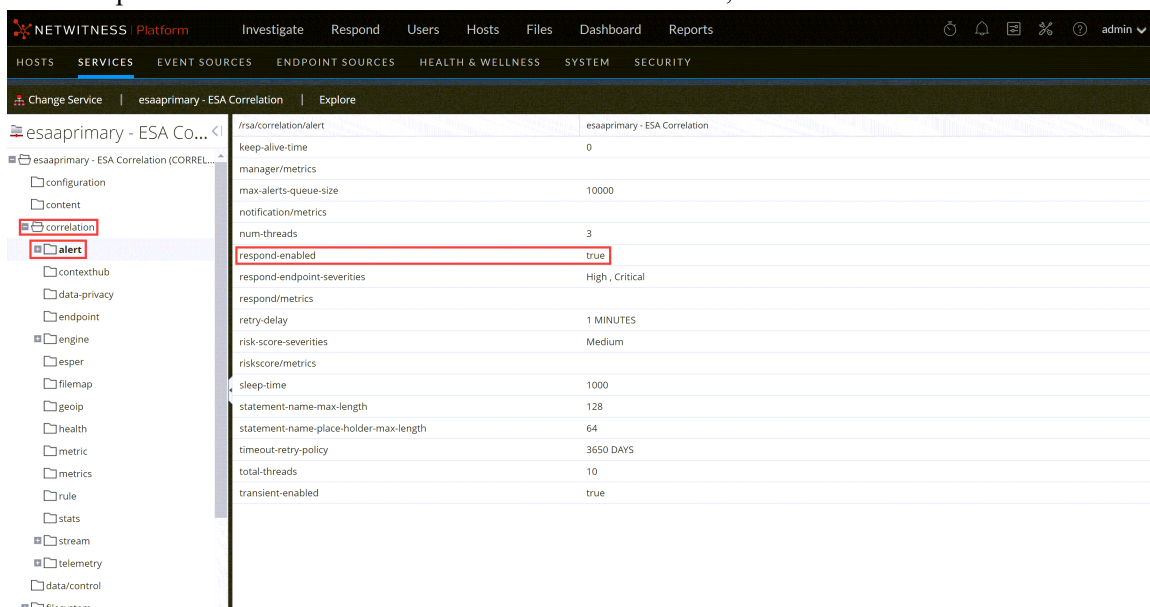 NETWITNESS Platform Investigate Respond Users Hosts Files Dashboard Reports admin
HOSTS SERVICES EVENT SOURCES ENDPOINT SOURCES HEALTH & WELLNESS SYSTEM SECURITY
Change Service | esaaprimary - ESA Correlation | Explore
esaaprimary - ESA Co...
esaaprimary - ESA Correlation (CORREL...
configuration
content
correlation
alert
contexthub
data-privacy
endpoint
engine
esper
filemap
geoip
health
metric
metrics
rule
stats
stream
telemetry
data/control
/rsa/correlation/alert esaaprimary - ESA Correlation
keep-alive-time 0
manager/metrics
max-alerts-queue-size 10000
notification/metrics
num-threads 3
respond-enabled true
respond-endpoint-severities High , Critical
respond/metrics
retry-delay 1 MINUTES
risk-score-severities Medium
riskscore/metrics
sleep-time 1000
statement-name-max-length 128
statement-name-place-holder-max-length 64
timeout-retry-policy 3650 DAYS
total-threads 10
transient-enabled true